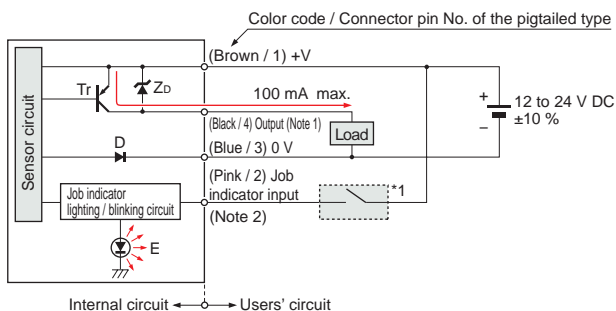 Color code / Connector pin No. of the pigtailed type
(Brown / 1) +V
Tr
ZD
100 mA max.
+
12 to 24 V DC
±10 %
−
Sensor circuit
(Black / 4) Output (Note 1)
Load
D
(Blue / 3) 0 V
(Pink / 2) Job
indicator input
(Note 2)
*1
Job indicator
lighting / blinking circuit
E
Internal circuit
Users' circuit